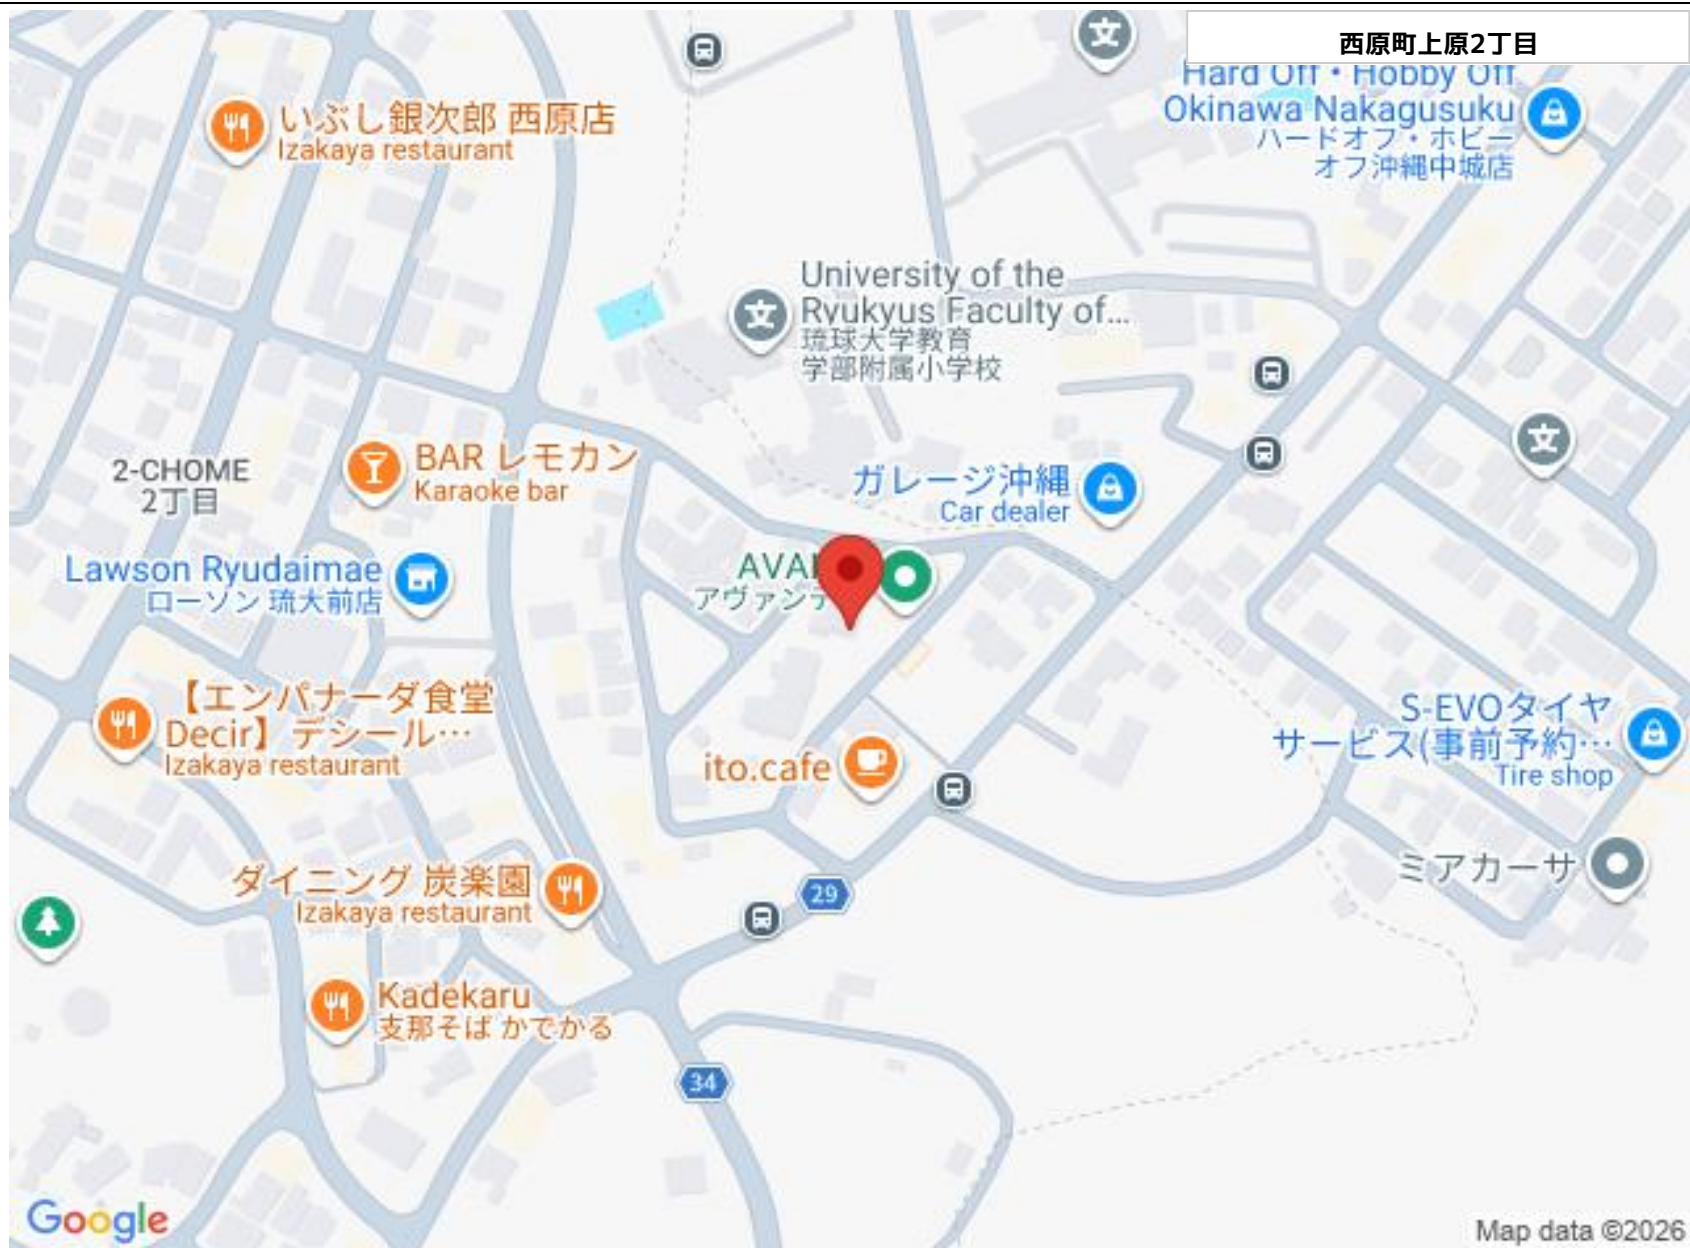 西原町上原2丁目
Hard Off・Hobby Off
Okinawa Nakagusuku
ハードオフ・ホビー
オフ沖縄中城店
いぶし銀次郎 西原店
Izakaya restaurant
University of the
Ryukyus Faculty of...
琉球大学教育
学部附属小学校
BAR レモカン
Karaoke bar
2-CHOME
2丁目
ガレージ沖縄
Car dealer
Lawson Ryudaimae
ローソン 琉大前店
アヴァンテ
【エンパナーダ食堂
Decir】デシール…
Izakaya restaurant
ito.cafe
S-EVOタイヤ
サービス(事前予約…
Tire shop
ミアカーサ
ダイニング 炭楽園
Izakaya restaurant
29
Kadekaru
支那そば かでかる
34
Google
Map data ©2026